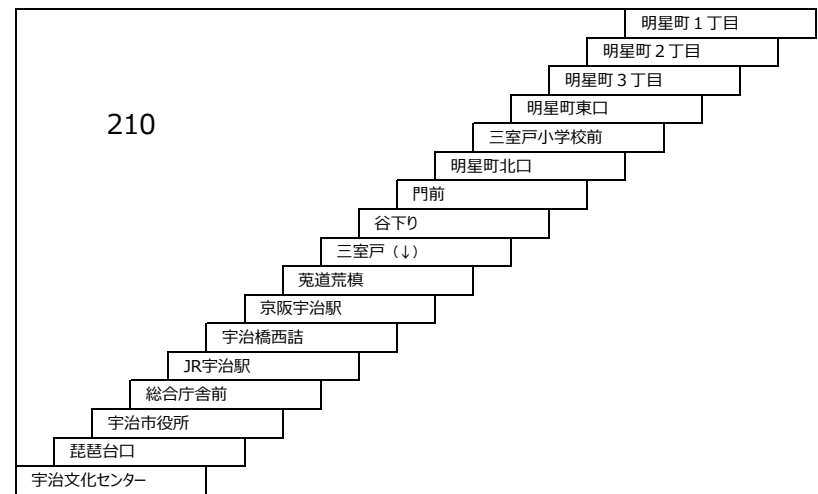 明星町１丁目
明星町２丁目
明星町３丁目
明星町東口
210
三室戸小学校前
明星町北口
門前
谷下り
三室戸（↓）
莵道荒槙
京阪宇治駅
宇治橋西詰
JR宇治駅
総合庁舎前
宇治市役所
琵琶台口
宇治文化センター